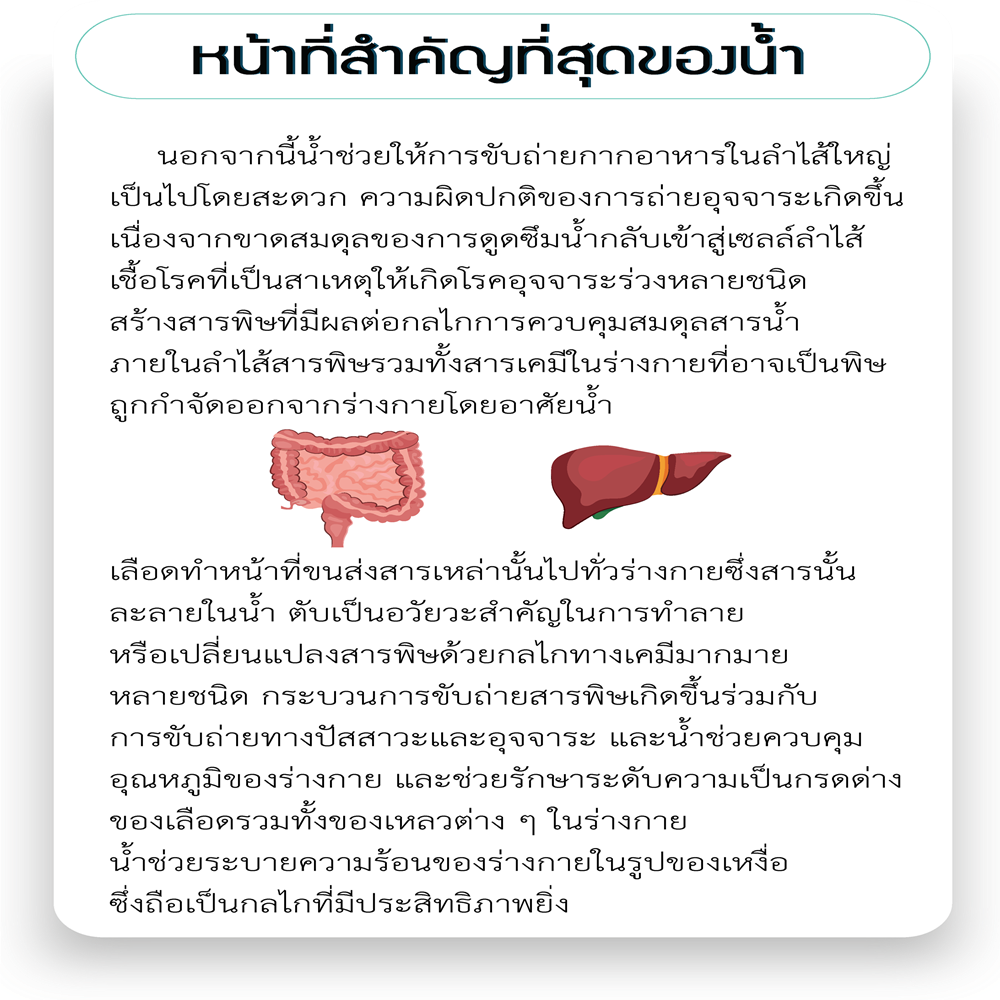 หน้าที่สำคัญที่สุดของน้ำ
นอกจากนี้น้ำช่วยให้การขับถ่ายกากอาหารในลำไส้ใหญ่
เป็นไปโดยสะดวก ความผิดปกติของการถ่ายอุจจาระเกิดขึ้น
เนื่องจากขาดสมดุลของการดูดซึมน้ำกลับเข้าสู่เซลล์ลำไส้
เชื้อโรคที่เป็นสาเหตุให้เกิดโรคอุจจาระร่วงหลายชนิด
สร้างสารพิษที่มีผลต่อกลไกการควบคุมสมดุลสารน้ำ
ภายในลำไส้สารพิษรวมทั้งสารเคมีในร่างกายที่อาจเป็นพิษ
ถูกกำจัดออกจากร่างกายโดยอาศัยน้ำ
เลือดทำหน้าที่ขนส่งสารเหล่านั้นไปทั่วร่างกายซึ่งสารนั้น
ละลายในน้ำ ตับเป็นอวัยวะสำคัญในการทำลาย
หรือเปลี่ยนแปลงสารพิษด้วยกลไกทางเคมีมากมาย
หลายชนิด กระบวนการขับถ่ายสารพิษเกิดขึ้นร่วมกับ
การขับถ่ายทางปัสสาวะและอุจจาระ และน้ำช่วยควบคุม
อุณหภูมิของร่างกาย และช่วยรักษาระดับความเป็นกรดด่าง
ของเลือดรวมทั้งของเหลวต่าง ๆ ในร่างกาย
น้ำช่วยระบายความร้อนของร่างกายในรูปของเหงื่อ
ซึ่งถือเป็นกลไกที่มีประสิทธิภาพยิ่ง